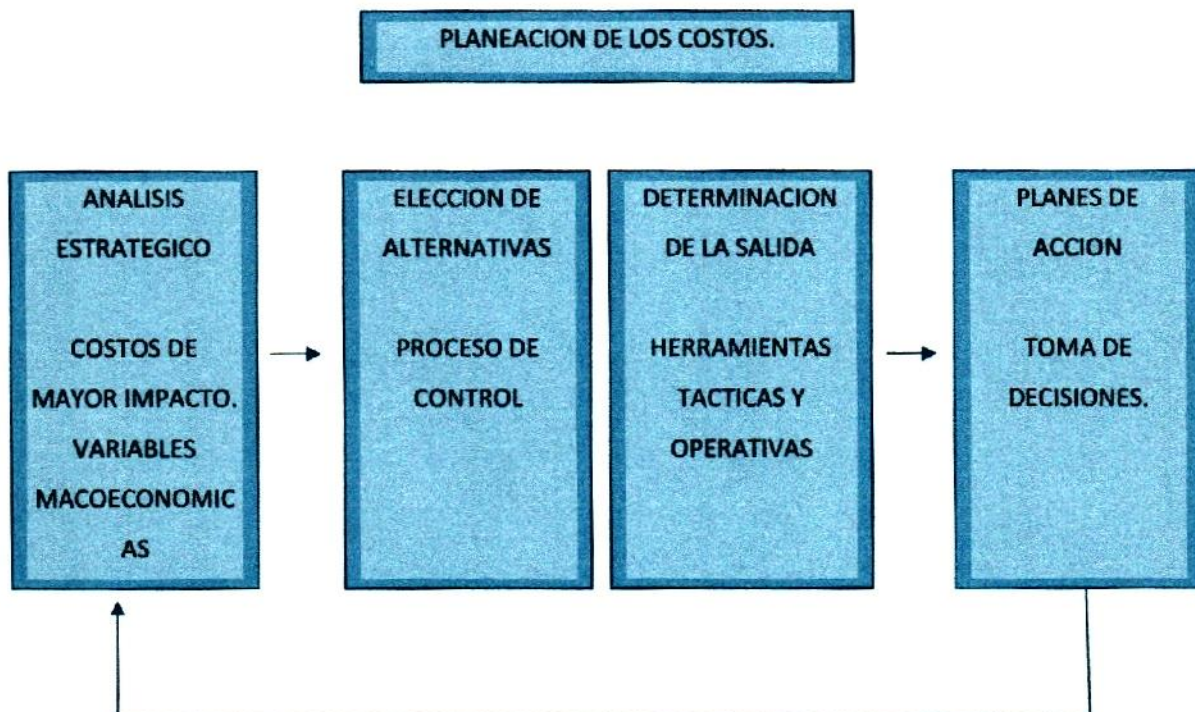 PLANEACION DE LOS COSTOS.
ANALISIS
ESTRATEGICO
COSTOS DE
MAYOR IMPACTO.
VARIABLES
MACOECONOMIC
AS
ELECCION DE
ALTERNATIVAS
PROCESO DE
CONTROL
DETERMINACION
DE LA SALIDA
HERRAMIENTAS
TACTICAS Y
OPERATIVAS
PLANES DE
ACCION
TOMA DE
DECISIONES.